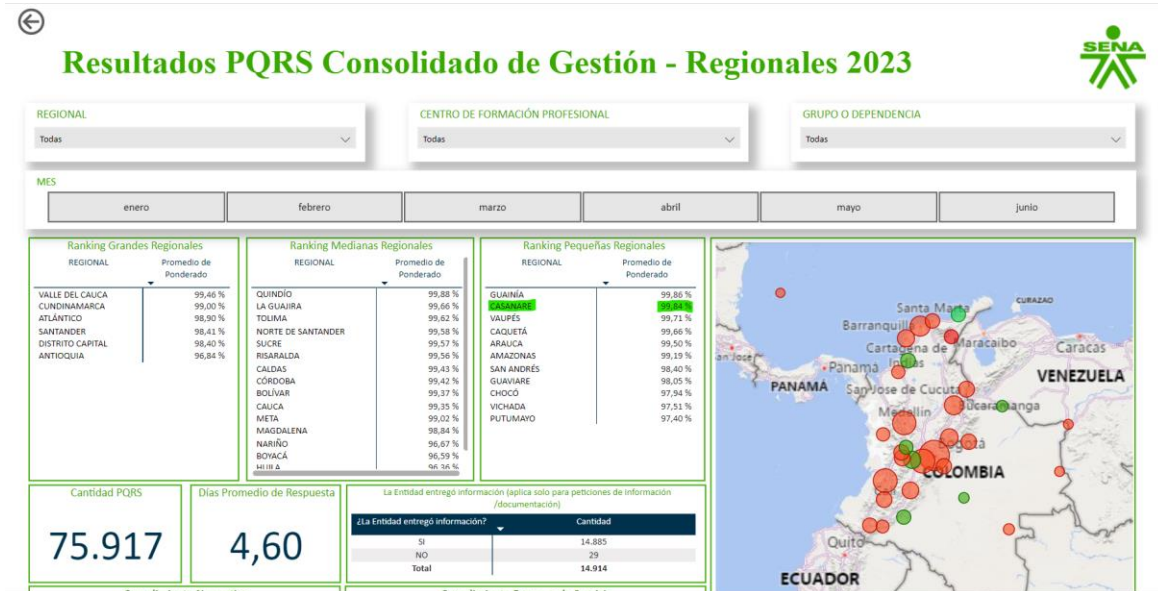 SENA
Resultados PQRS Consolidado de Gestión - Regionales 2023
REGIONAL
Todas
CENTRO DE FORMACIÓN PROFESIONAL
Todas
GRUPO O DEPENDENCIA
Todas
MES
enero febrero marzo abril mayo junio
Ranking Grandes Regionales
REGIONAL Promedio de Ponderado
VALLE DEL CAUCA 99,46 %
CUNDINAMARCA 99,00 %
ATLÁNTICO 98,90 %
SANTANDER 98,41 %
DISTRITO CAPITAL 98,40 %
ANTIOQUIA 96,84 %
Ranking Medianas Regionales
REGIONAL Promedio de Ponderado
QUINDÍO 99,88 %
LA GUAJIRA 99,66 %
TOLIMA 99,62 %
NORTE DE SANTANDER 99,58 %
SUCRE 99,57 %
RISARALDA 99,56 %
CALDAS 99,43 %
CÓRDOBA 99,42 %
BOLÍVAR 99,37 %
CAUCA 99,35 %
META 99,02 %
MAGDALENA 98,84 %
NARIÑO 96,67 %
BOYACÁ 96,59 %
HUILA 96,36 %
Ranking Pequeñas Regionales
REGIONAL Promedio de Ponderado
GUAINÍA 99,86 %
CASANARE 99,84 %
VAUPÉS 99,71 %
CAQUETÁ 99,66 %
ARAUCA 99,50 %
AMAZONAS 99,19 %
SAN ANDRÉS 98,40 %
GUAVIARE 98,05 %
CHOCÓ 97,94 %
VICHADA 97,51 %
PUTUMAYO 97,40 %
Santa Marta
CURAZAO
Barranquilla
Cartagena de Indias
Maracaibo
Caracas
San José
Panamá
PANAMÁ
San Jose de Cucuta
VENEZUELA
Medellín
Bucaramanga
Bogotá
COLOMBIA
Cali
Quito
ECUADOR
Cantidad PQRS
75.917
Días Promedio de Respuesta
4,60
La Entidad entregó información (aplica solo para peticiones de información
/documentación)
¿La Entidad entregó información? Cantidad
SI 14.885
NO 29
Total 14.914